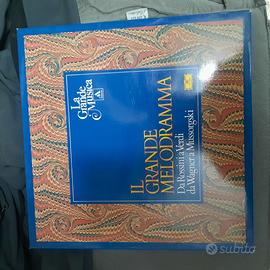 La
Grande
Musica
IL
GRANDE
MELODRAMMA
Da Rossini a Verdi
da Wagner a Mussorgski
subito